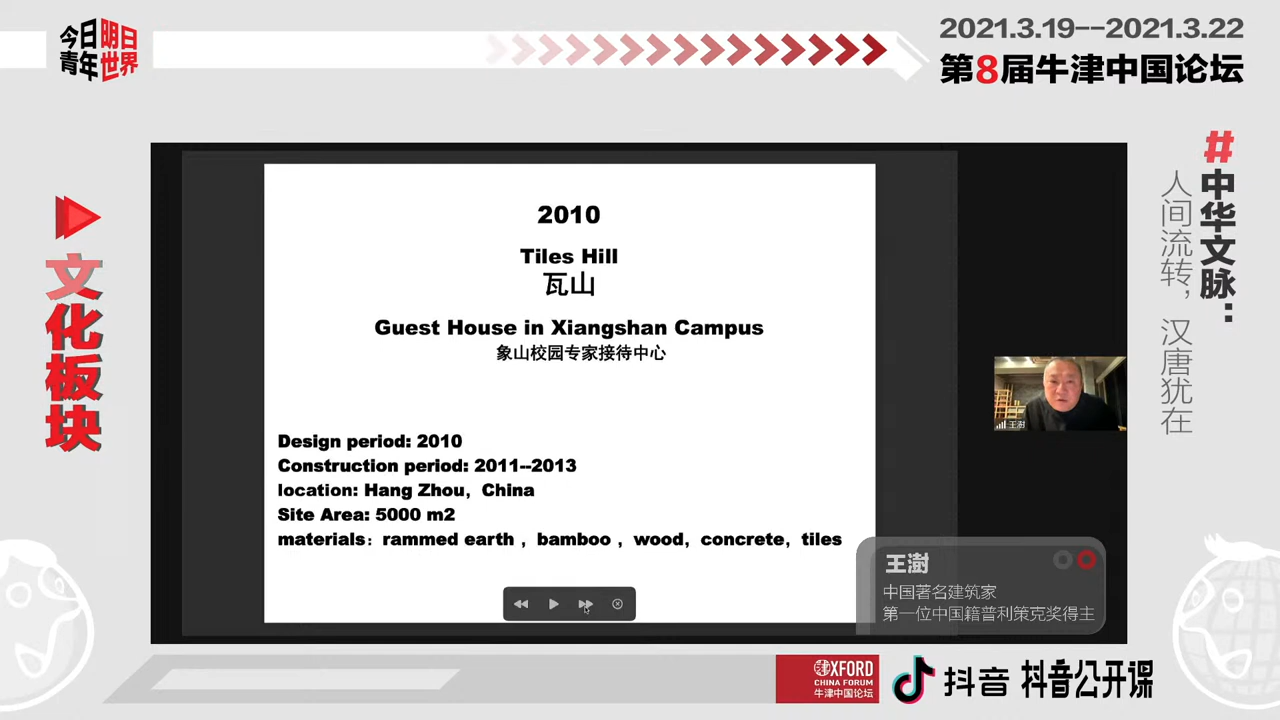 今日明日
青年世界
2021.3.19--2021.3.22
第8届牛津中国论坛
文化板块
#中华文脉：
人间流转，汉唐犹在
2010
Tiles Hill
瓦山
Guest House in Xiangshan Campus
象山校园专家接待中心
Design period: 2010
Construction period: 2011--2013
location: Hang Zhou，China
Site Area: 5000 m2
materials：rammed earth ，bamboo ，wood，concrete，tiles
王澍
王澍
中国著名建筑家
第一位中国籍普利策克奖得主
OXFORD
CHINA FORUM
牛津中国论坛
抖音 抖音公开课